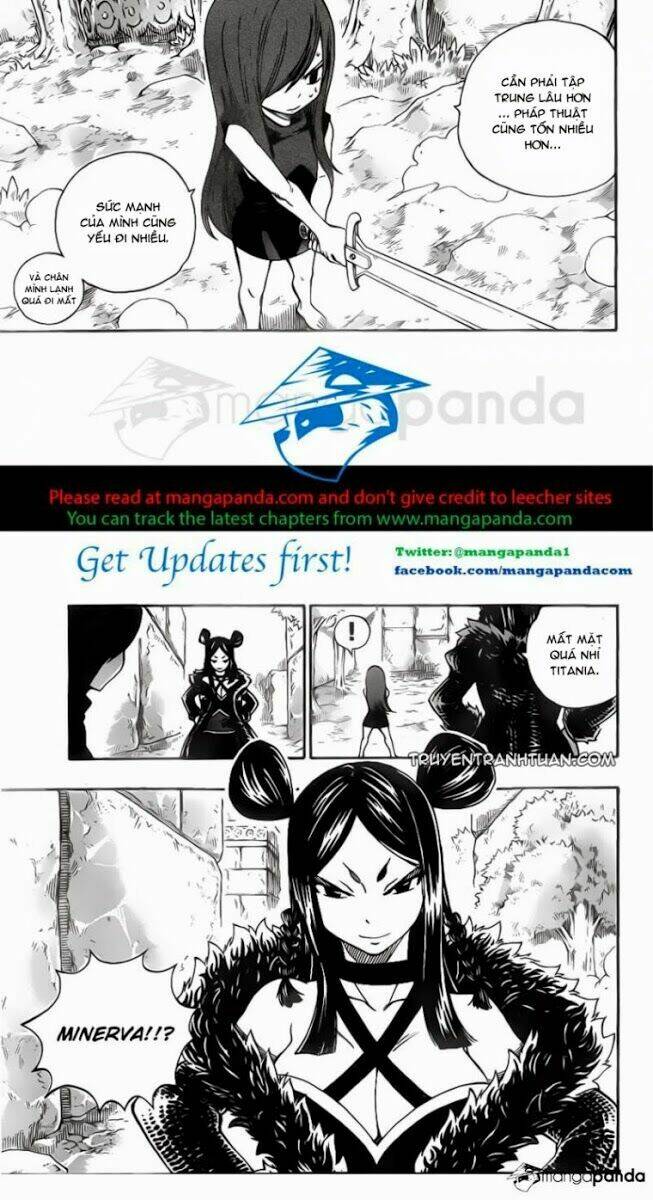 CẦN PHẢI TẬP
TRUNG LÂU HƠN
... PHÁP THUẬT
CŨNG TỐN NHIỀU
HƠN...
SỨC MẠNH
CỦA MÌNH CŨNG
YẾU ĐI NHIỀU.
VÀ CHÂN
MÌNH LẠNH
QUÁ ĐI MẤT
mangapanda
Please read at mangapanda.com and don't give credit to leecher sites
You can track the latest chapters from www.mangapanda.com
Get Updates first!
Twitter: @mangapanda1
facebook.com/mangapandacom
!
MẤT MẶT
QUÁ NHỈ
TITANIA.
TRUYENTRANHTUAN.COM
MINERVA!!?
mangapanda